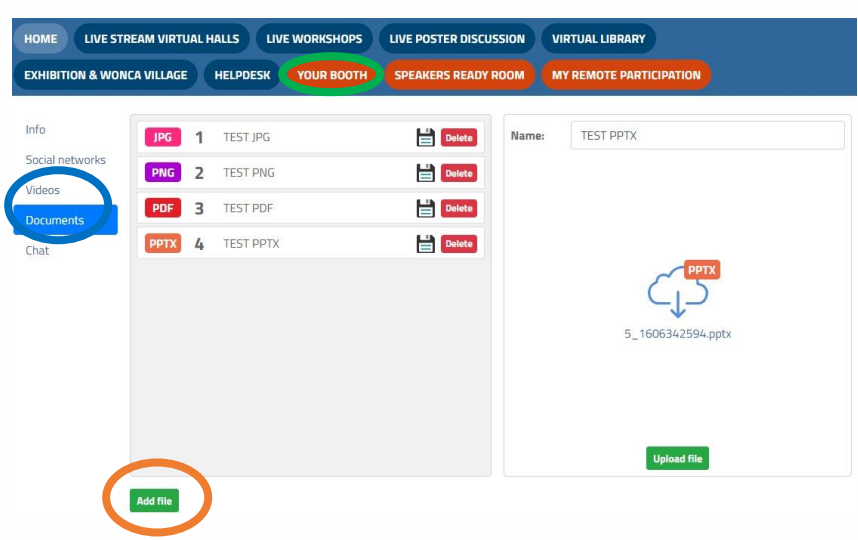 HOME LIVE STREAM VIRTUAL HALLS LIVE WORKSHOPS LIVE POSTER DISCUSSION VIRTUAL LIBRARY
EXHIBITION & WONCA VILLAGE HELPDESK YOUR BOOTH SPEAKERS READY ROOM MY REMOTE PARTICIPATION
Info
Social networks
Videos
Documents
Chat
JPG 1 TEST JPG Delete
PNG 2 TEST PNG Delete
PDF 3 TEST PDF Delete
PPTX 4 TEST PPTX Delete
Add file
Name: TEST PPTX
PPTX
5_1606342594.pptx
Upload file